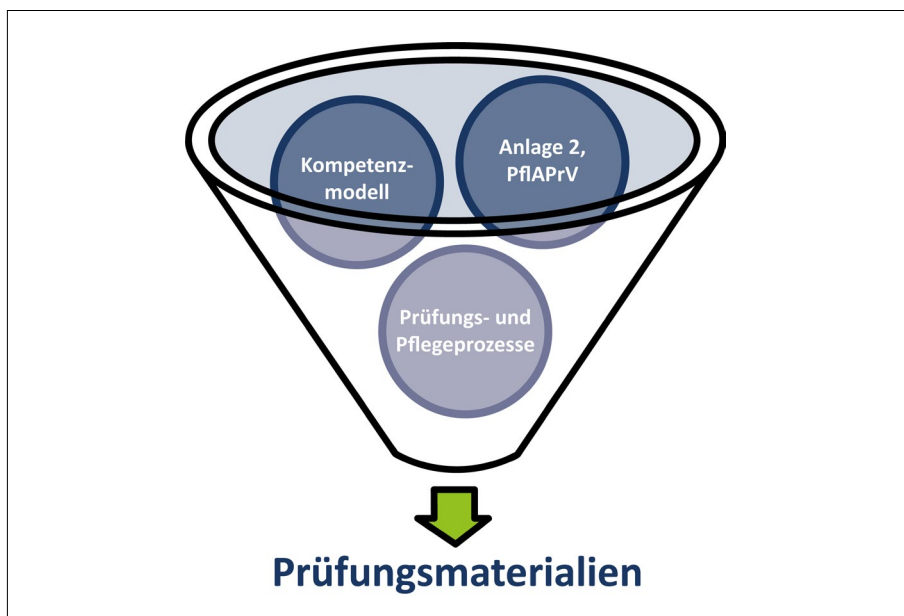 Kompetenz-
modell
Anlage 2,
PflAPrV
Prüfungs- und
Pflegeprozesse
Prüfungsmaterialien